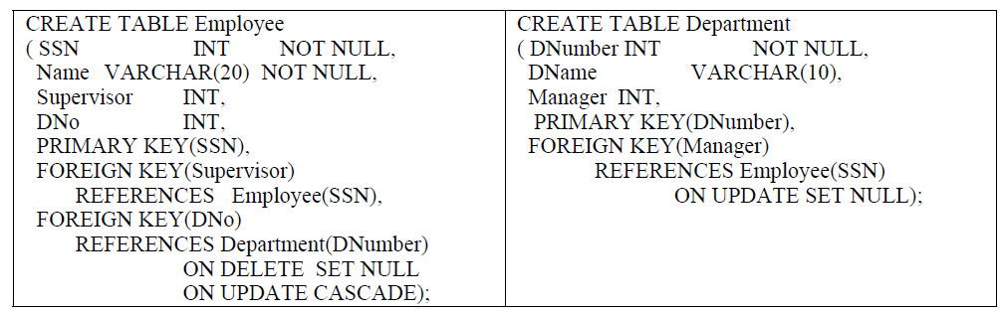 CREATE TABLE Employee
( SSN INT NOT NULL,
Name VARCHAR(20) NOT NULL,
Supervisor INT,
DNo INT,
PRIMARY KEY(SSN),
FOREIGN KEY(Supervisor)
REFERENCES Employee(SSN),
FOREIGN KEY(DNo)
REFERENCES Department(DNumber)
ON DELETE SET NULL
ON UPDATE CASCADE);
CREATE TABLE Department
( DNumber INT NOT NULL,
DName VARCHAR(10),
Manager INT,
PRIMARY KEY(DNumber),
FOREIGN KEY(Manager)
REFERENCES Employee(SSN)
ON UPDATE SET NULL);